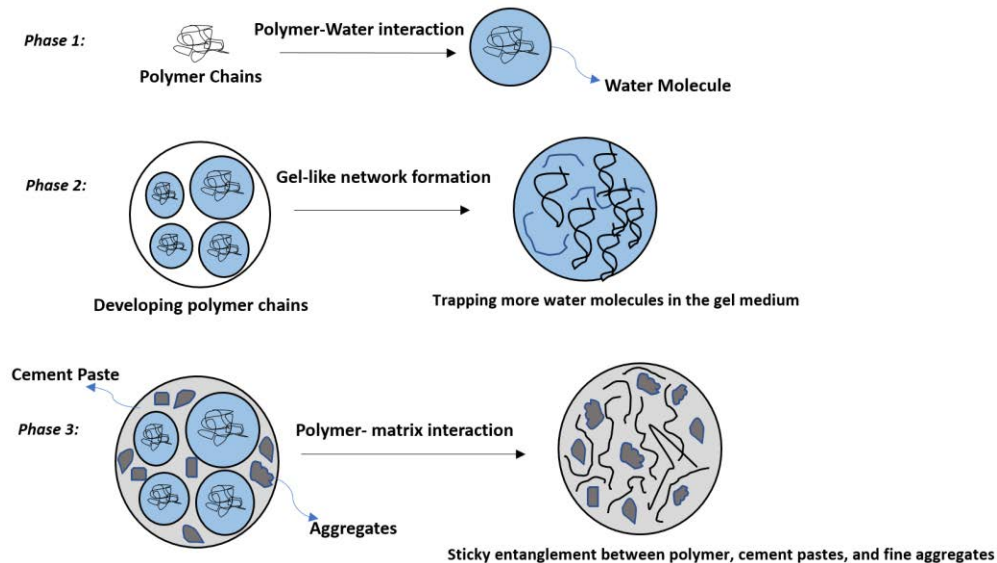 Phase 1:
Polymer-Water interaction
Polymer Chains
Water Molecule
Phase 2:
Gel-like network formation
Developing polymer chains
Trapping more water molecules in the gel medium
Cement Paste
Phase 3:
Polymer- matrix interaction
Aggregates
Sticky entanglement between polymer, cement pastes, and fine aggregates